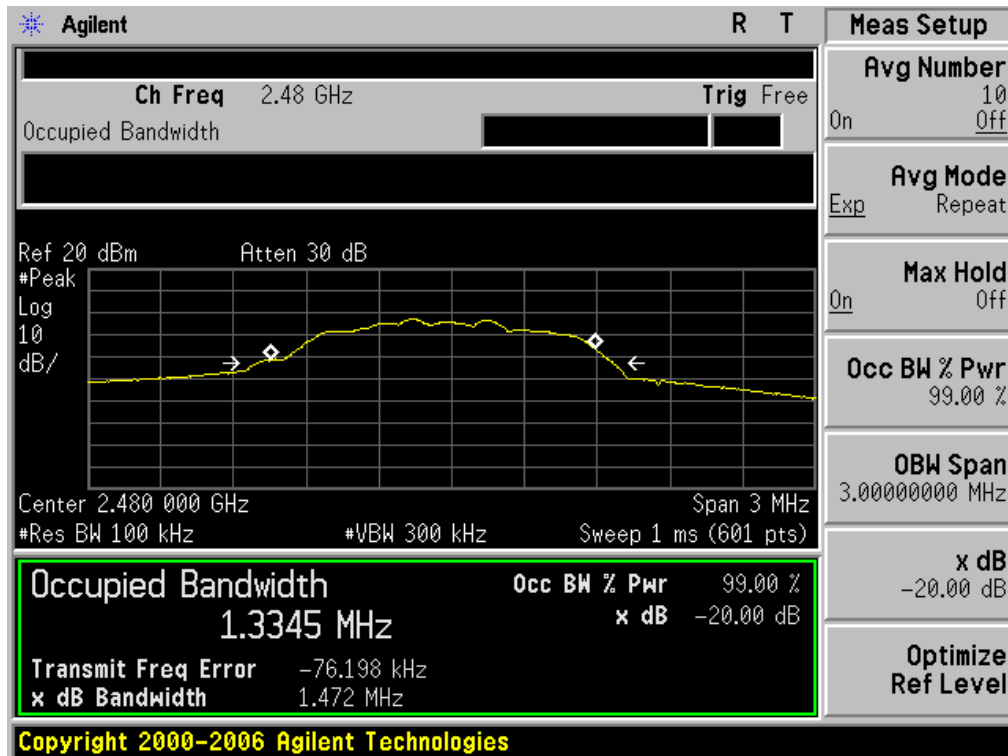 Agilent R T
Ch Freq 2.48 GHz Trig Free
Occupied Bandwidth
Ref 20 dBm Atten 30 dB
#Peak
Log
10
dB/
Center 2.480 000 GHz Span 3 MHz
#Res BW 100 kHz #VBW 300 kHz Sweep 1 ms (601 pts)
Occupied Bandwidth
1.3345 MHz
Occ BW % Pwr 99.00 %
x dB -20.00 dB
Transmit Freq Error -76.198 kHz
x dB Bandwidth 1.472 MHz
Copyright 2000-2006 Agilent Technologies
Meas Setup
Avg Number
10
On Off
Avg Mode
Exp Repeat
Max Hold
On Off
Occ BW % Pwr
99.00 %
OBW Span
3.00000000 MHz
x dB
-20.00 dB
Optimize
Ref Level